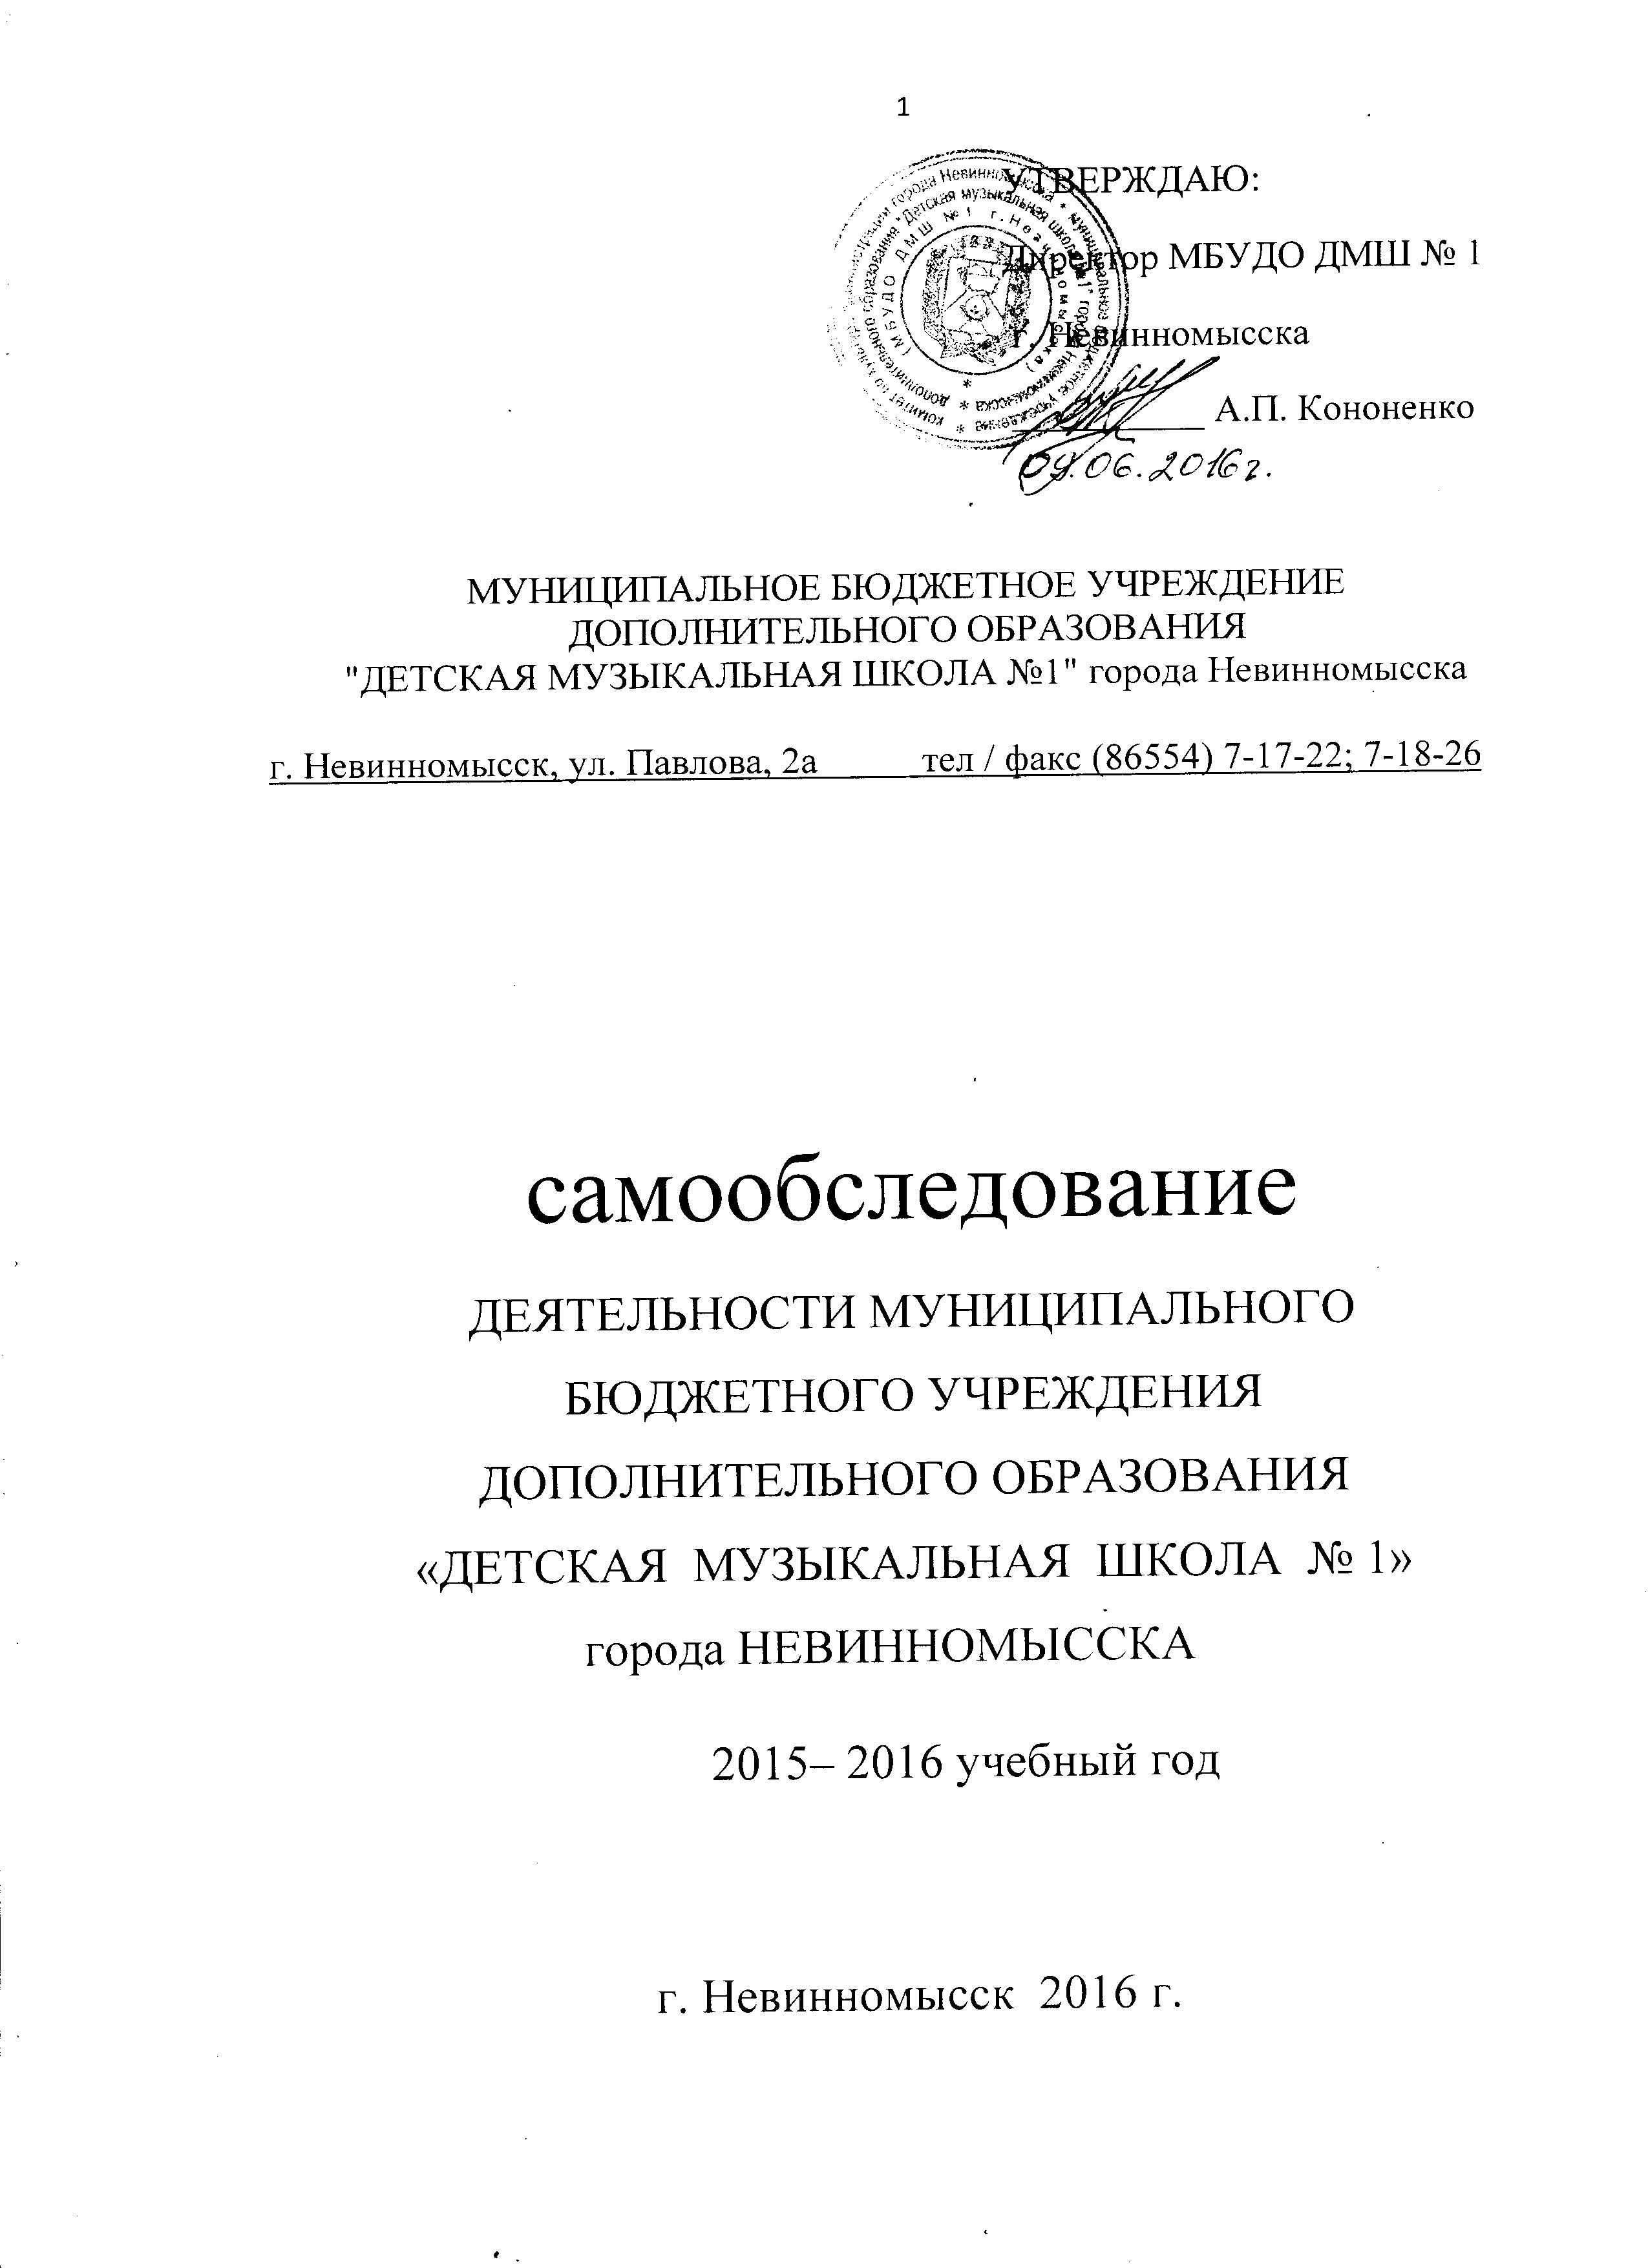 1
УТВЕРЖДАЮ:
Директор МБУДО ДМШ № 1
г. Невинномысска
А.П. Кононенко
09.06.2016г.
МУНИЦИПАЛЬНОЕ БЮДЖЕТНОЕ УЧРЕЖДЕНИЕ
ДОПОЛНИТЕЛЬНОГО ОБРАЗОВАНИЯ
"ДЕТСКАЯ МУЗЫКАЛЬНАЯ ШКОЛА №1" города Невинномысска
г. Невинномысск, ул. Павлова, 2а тел / факс (86554) 7-17-22; 7-18-26
самообследование
ДЕЯТЕЛЬНОСТИ МУНИЦИПАЛЬНОГО
БЮДЖЕТНОГО УЧРЕЖДЕНИЯ
ДОПОЛНИТЕЛЬНОГО ОБРАЗОВАНИЯ
«ДЕТСКАЯ МУЗЫКАЛЬНАЯ ШКОЛА № 1»
города НЕВИННОМЫССКА
2015– 2016 учебный год
г. Невинномысск 2016 г.